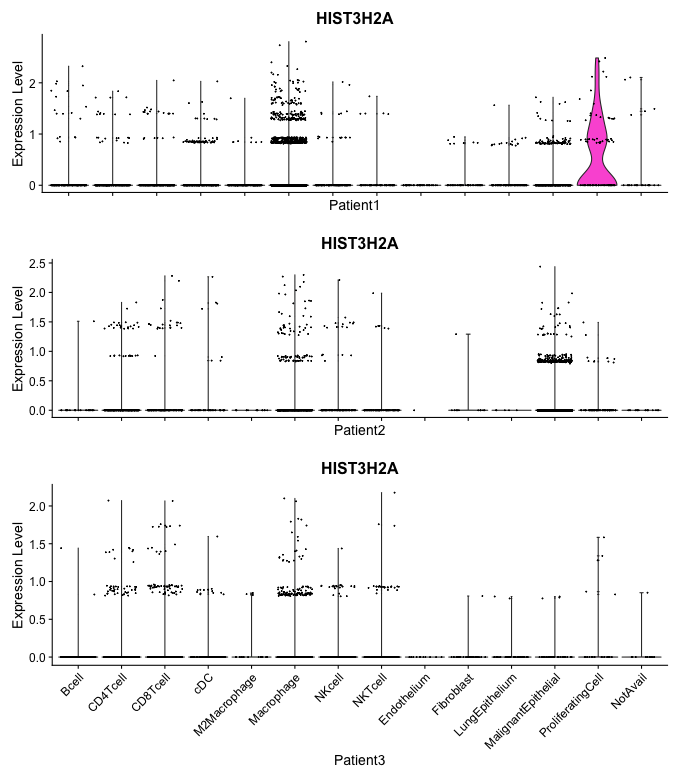 HIST3H2A
Expression Level
2
1
0
Patient1
HIST3H2A
Expression Level
2.5
2.0
1.5
1.0
0.5
0.0
Patient2
HIST3H2A
Expression Level
2.0
1.5
1.0
0.5
0.0
Bcell
CD4Tcell
CD8Tcell
cDC
M2Macrophage
Macrophage
NKcell
NKTcell
Endothelium
Fibroblast
LungEpithelium
MalignantEpithelial
ProliferatingCell
NotAvail
Patient3